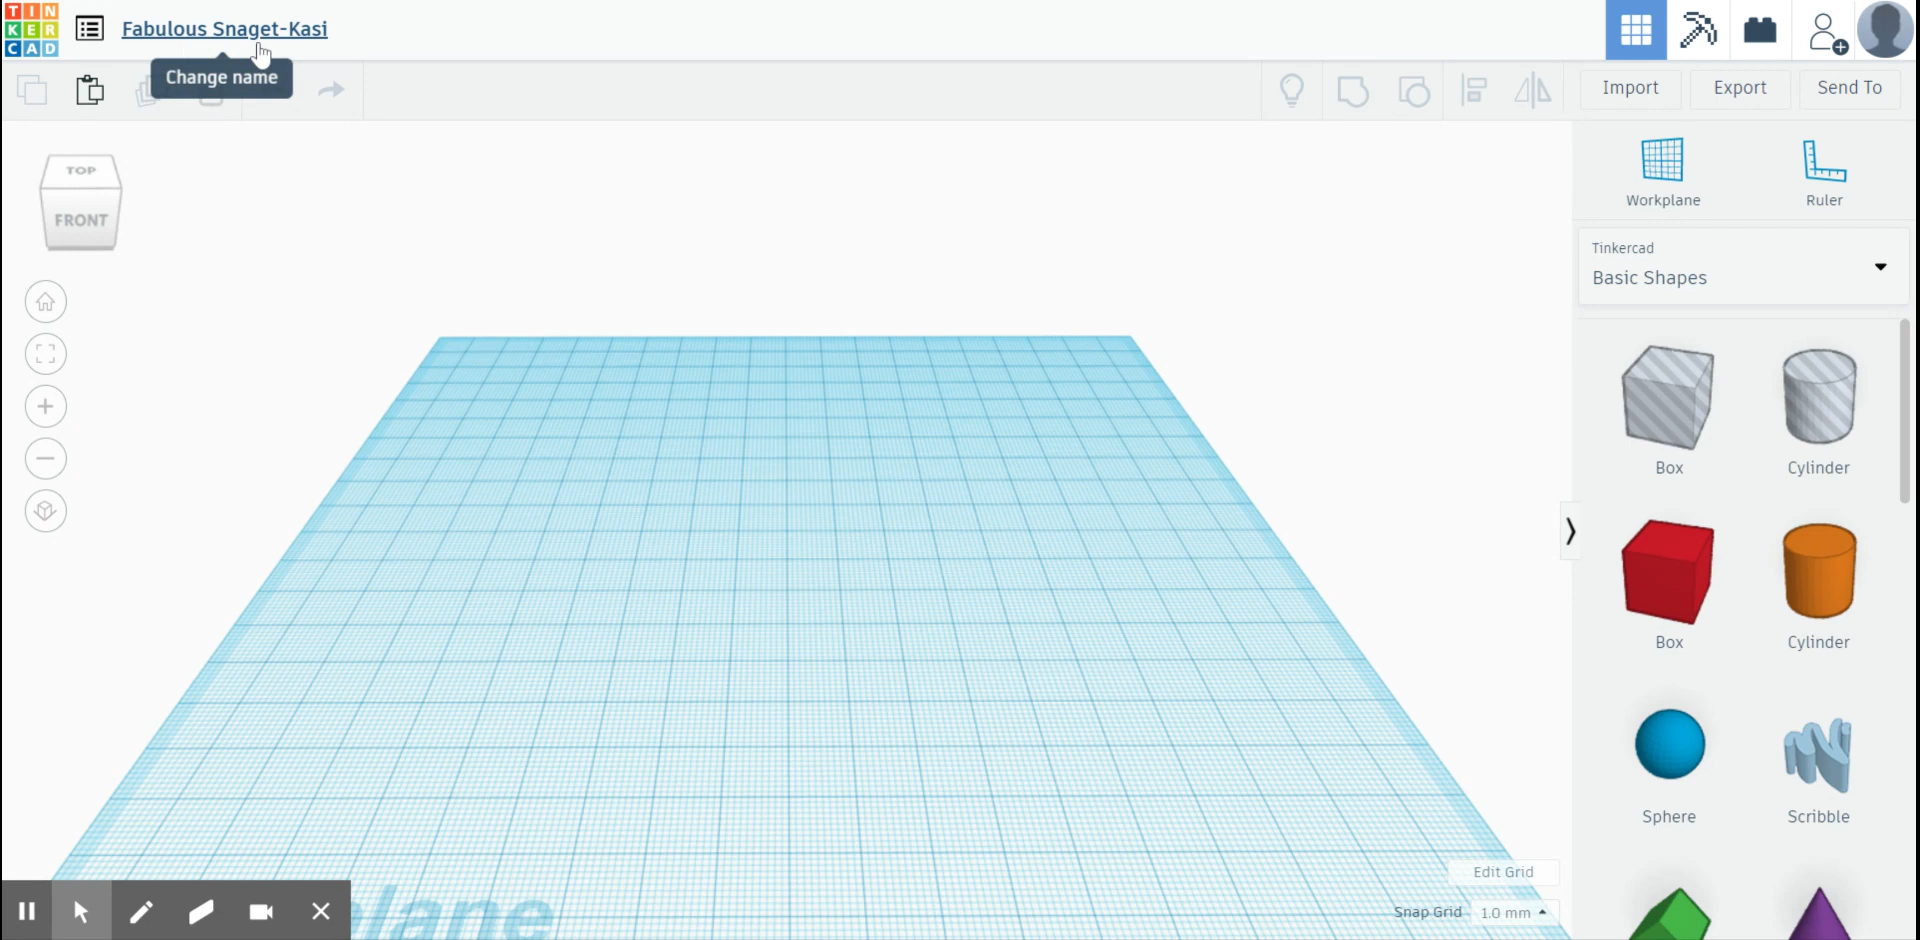 TIN
KER
CAD
Fabulous Snaget-Kasi
Change name
Import
Export
Send To
TOP
FRONT
Workplane
Ruler
Tinkercad
Basic Shapes
Box
Cylinder
Box
Cylinder
Sphere
Scribble
Edit Grid
Snap Grid
1.0 mm
lane